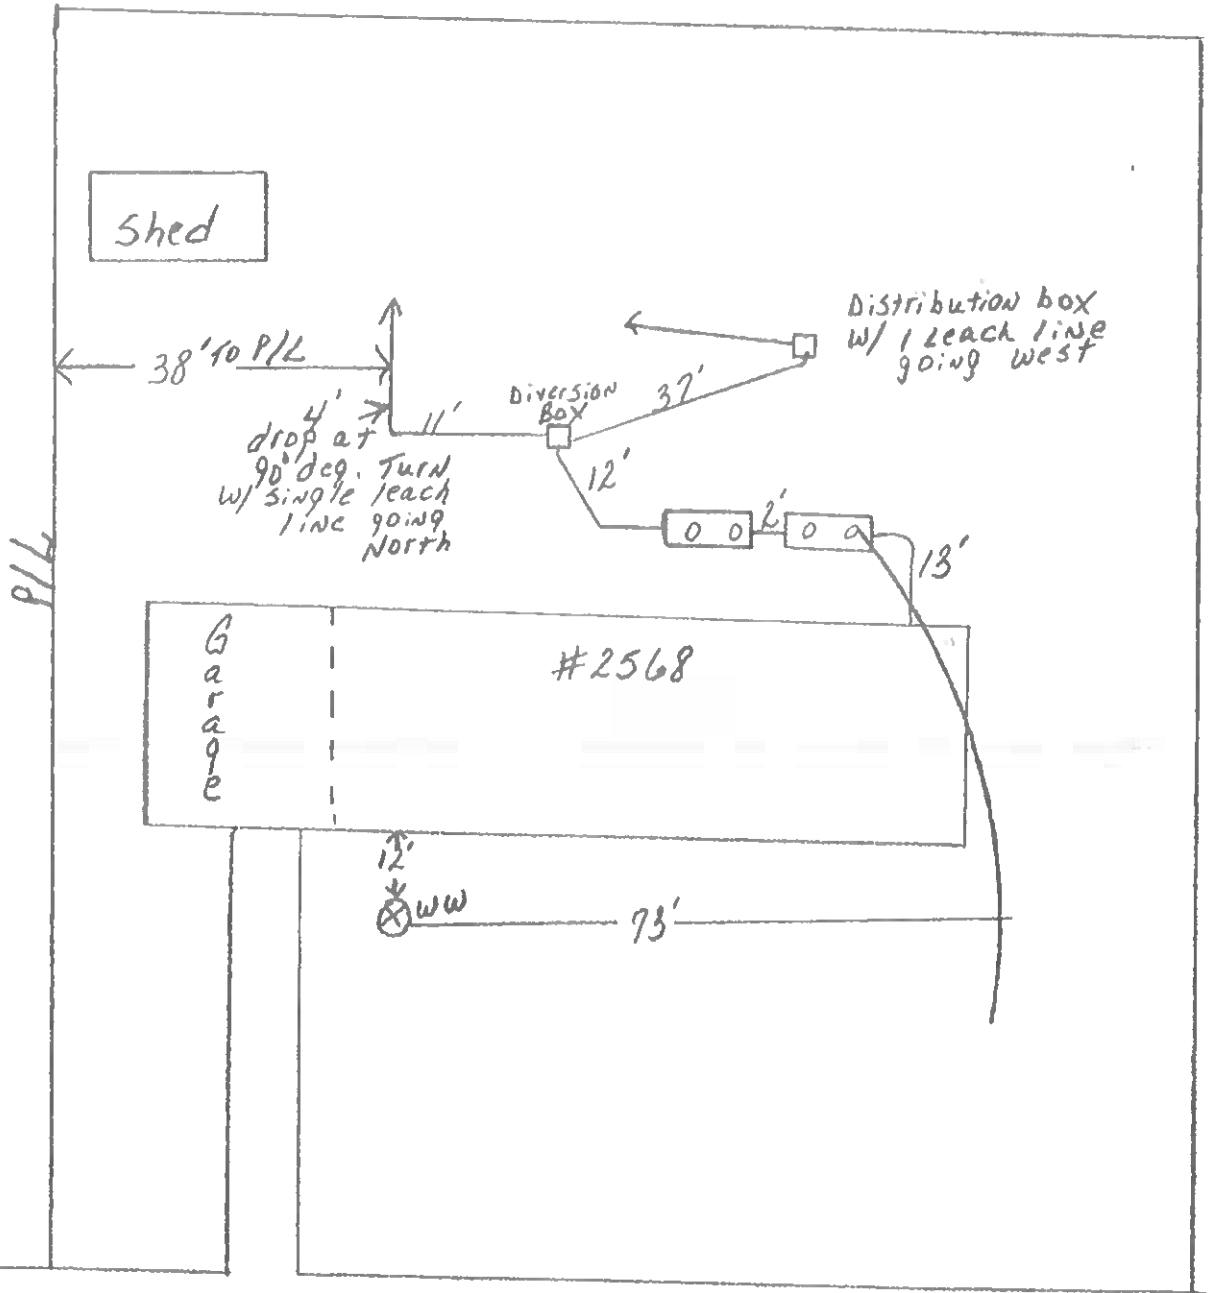 Shed
Distribution box
w/ 1 Leach line
going west
38' TO P/L
Diversion
Box
37'
11'
4'
drop at
90° deg. Turn
w/ single leach
line going
North
12'
2'
13'
P/L
Garage
#2568
12'
WW
73'